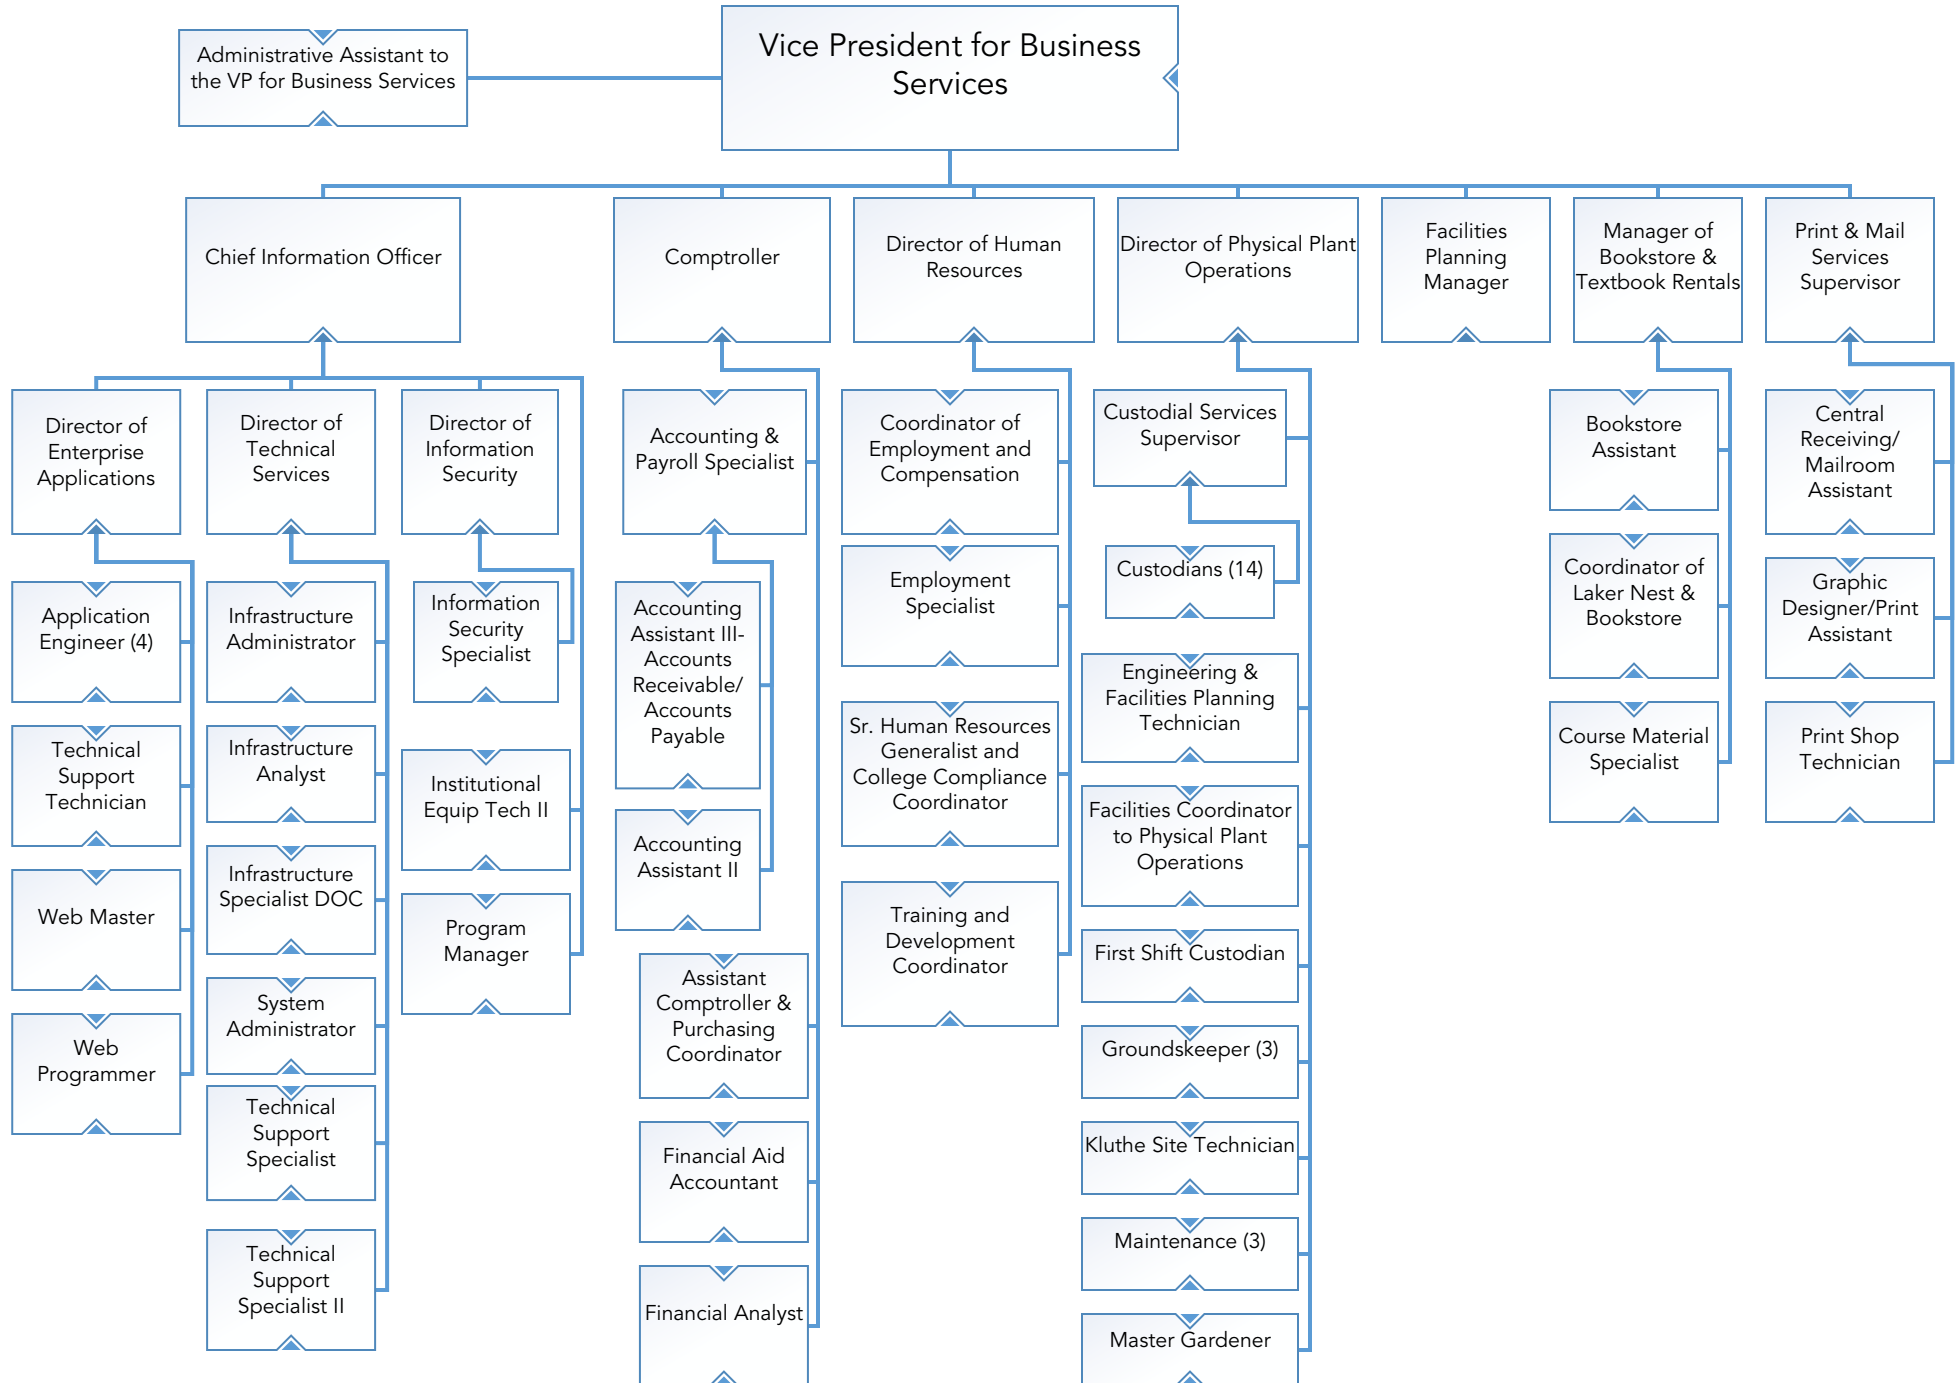 Administrative Assistant to
the VP for Business Services
Vice President for Business
Services
Chief Information Officer
Comptroller
Director of Human
Resources
Director of Physical Plant
Operations
Facilities
Planning
Manager
Manager of
Bookstore &
Textbook Rentals
Print & Mail
Services
Supervisor
Director of
Enterprise
Applications
Application
Engineer (4)
Technical
Support
Technician
Web Master
Web
Programmer
Director of
Technical
Services
Infrastructure
Administrator
Infrastructure
Analyst
Infrastructure
Specialist DOC
System
Administrator
Technical
Support
Specialist
Technical
Support
Specialist II
Director of
Information
Security
Information
Security
Specialist
Institutional
Equip Tech II
Program
Manager
Accounting &
Payroll Specialist
Accounting
Assistant III-
Accounts
Receivable/
Accounts
Payable
Accounting
Assistant II
Assistant
Comptroller &
Purchasing
Coordinator
Financial Aid
Accountant
Financial Analyst
Coordinator of
Employment and
Compensation
Employment
Specialist
Sr. Human Resources
Generalist and
College Compliance
Coordinator
Training and
Development
Coordinator
Custodial Services
Supervisor
Custodians (14)
Engineering &
Facilities Planning
Technician
Facilities Coordinator
to Physical Plant
Operations
First Shift Custodian
Groundskeeper (3)
Kluthe Site Technician
Maintenance (3)
Master Gardener
Bookstore
Assistant
Coordinator of
Laker Nest &
Bookstore
Course Material
Specialist
Central
Receiving/
Mailroom
Assistant
Graphic
Designer/Print
Assistant
Print Shop
Technician